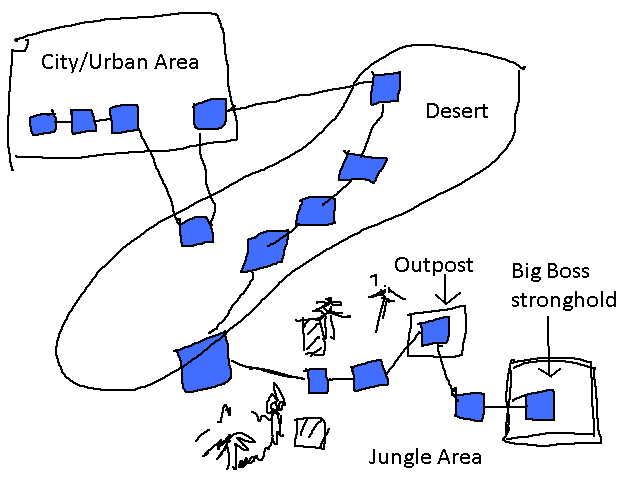 City/Urban Area
Desert
Outpost
Big Boss
stronghold
Jungle Area